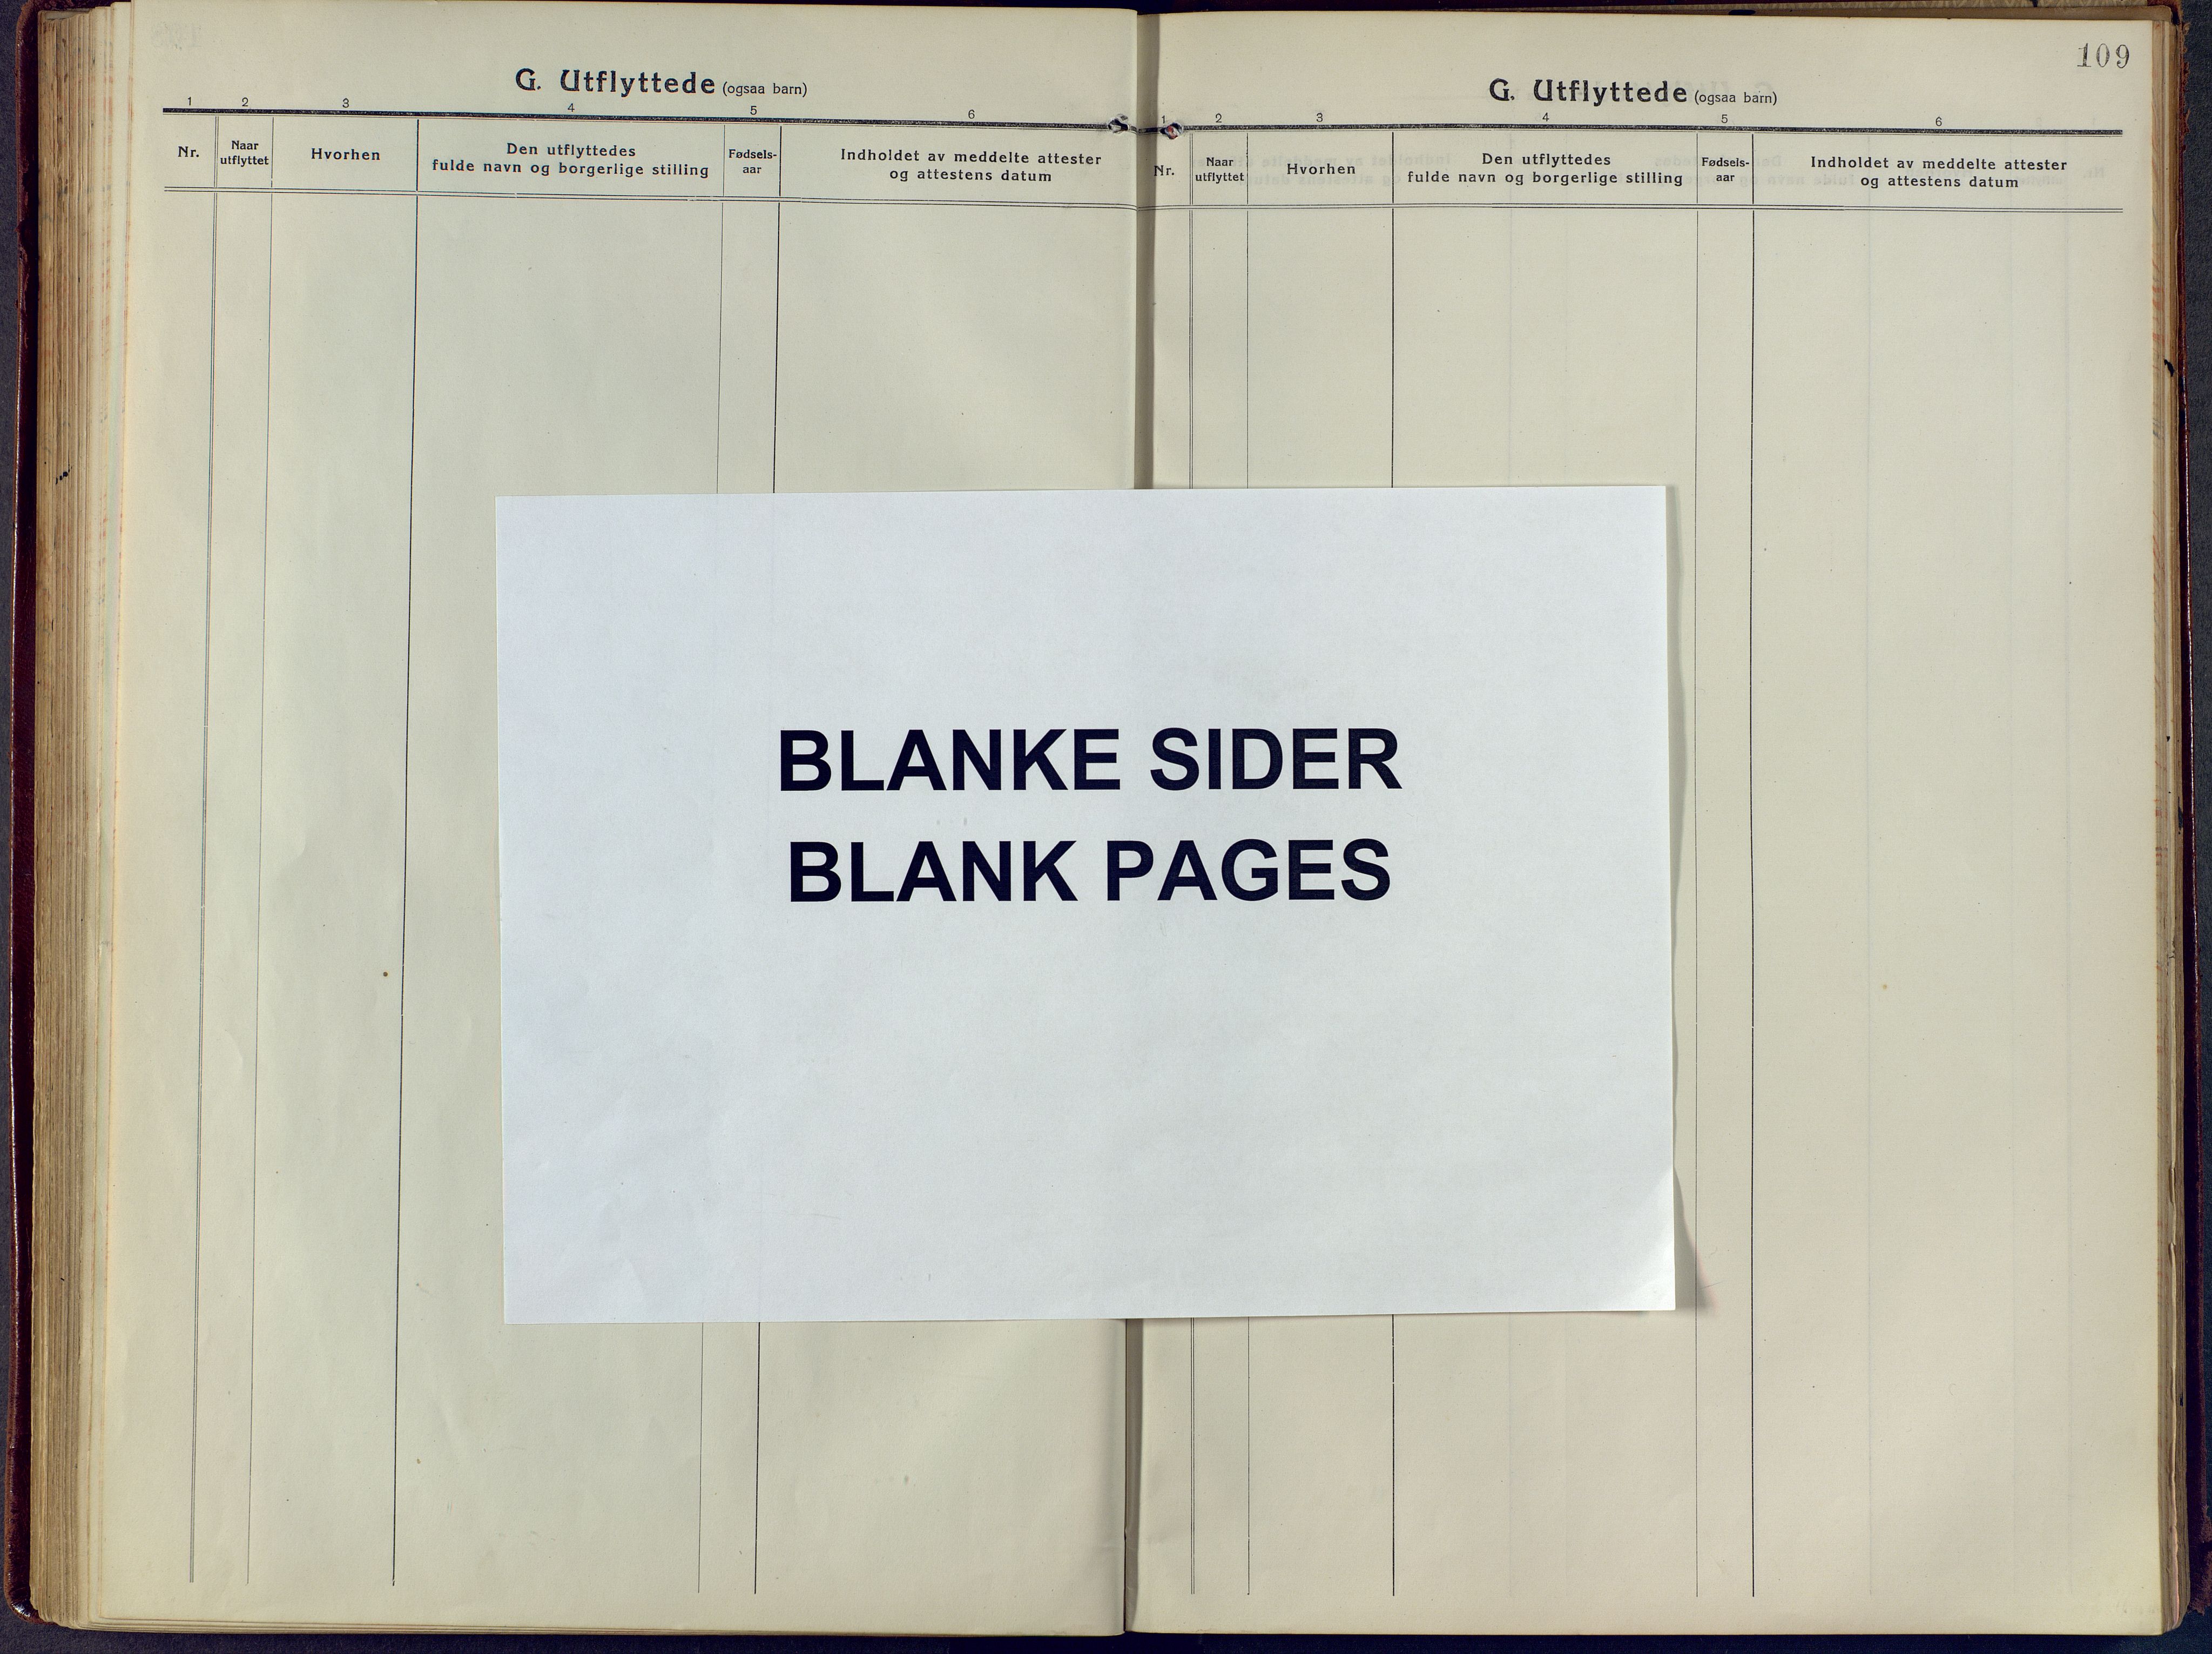 G. Utflyttede (ogsaa barn)
1 2 3 4 5 6
Nr.
Naar
utflyttet
Hvorhen
Den utflyttedes
fulde navn og borgerlige stilling
Fødsels-
aar
Indholdet av meddelte attester
og attestens datum
109
G. Utflyttede (ogsaa barn)
1 2 3 4 5 6
Nr.
Naar
utflyttet
Hvorhen
Den utflyttedes
fulde navn og borgerlige stilling
Fødsels-
aar
Indholdet av meddelte attester
og attestens datum
BLANKE SIDER
BLANK PAGES